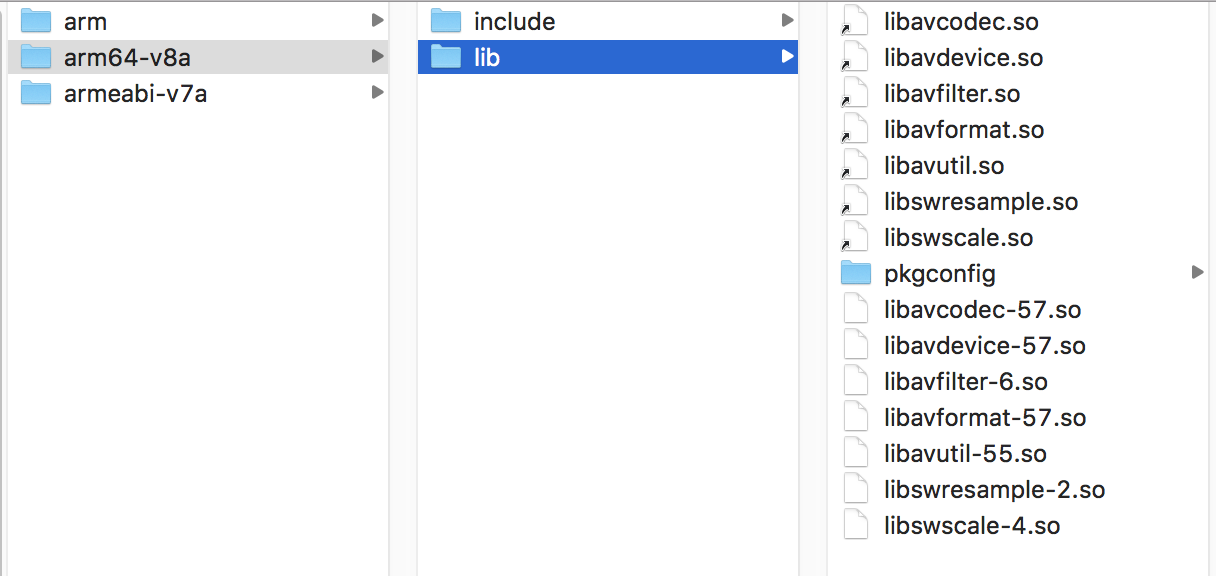 arm
arm64-v8a
armeabi-v7a
include
lib
libavcodec.so
libavdevice.so
libavfilter.so
libavformat.so
libavutil.so
libswresample.so
libswscale.so
pkgconfig
libavcodec-57.so
libavdevice-57.so
libavfilter-6.so
libavformat-57.so
libavutil-55.so
libswresample-2.so
libswscale-4.so